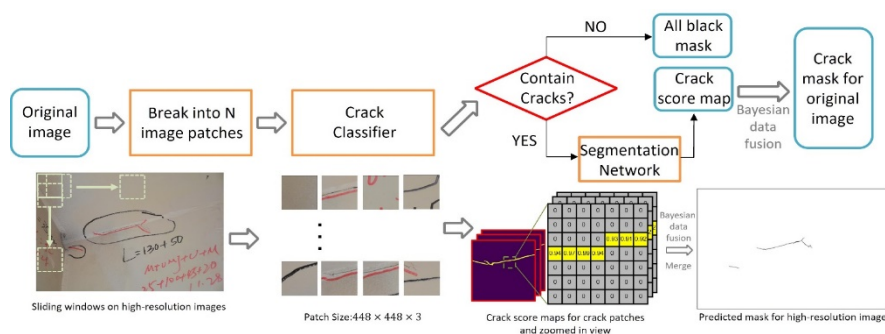 NO
All black
mask
Contain
Cracks?
Crack
score map
Bayesian
data
fusion
Crack
mask for
original
image
Original
image
Break into N
image patches
Crack
Classifier
YES
Segmentation
Network
L=130+50
Sliding windows on high-resolution images
Patch Size:448 × 448 × 3
Crack score maps for crack patches
and zoomed in view
Bayesian
data
fusion
Merge
Predicted mask for high-resolution image